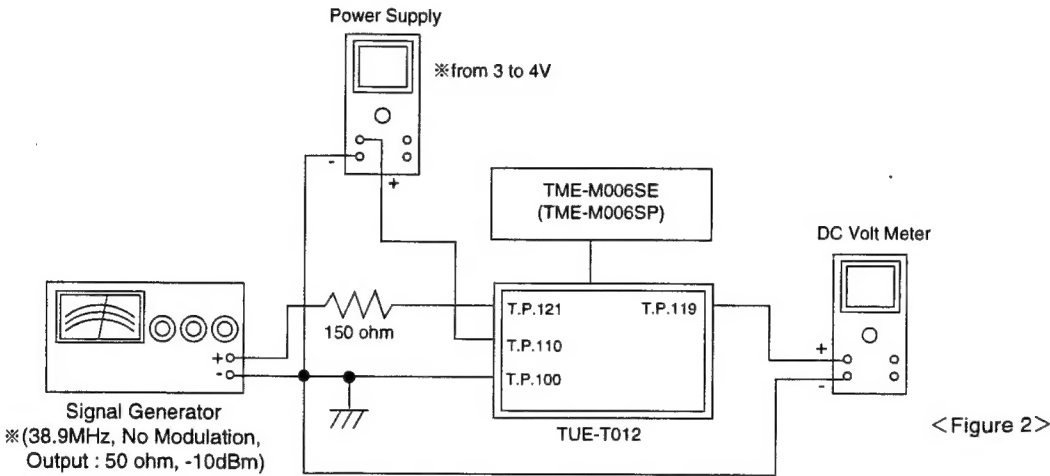 Power Supply
※from 3 to 4V
-
+
TME-M006SE
(TME-M006SP)
DC Volt Meter
T.P.121
T.P.119
150 ohm
T.P.110
+
+
-
T.P.100
-
Signal Generator
※(38.9MHz, No Modulation,
Output : 50 ohm, -10dBm)
TUE-T012
<Figure 2>